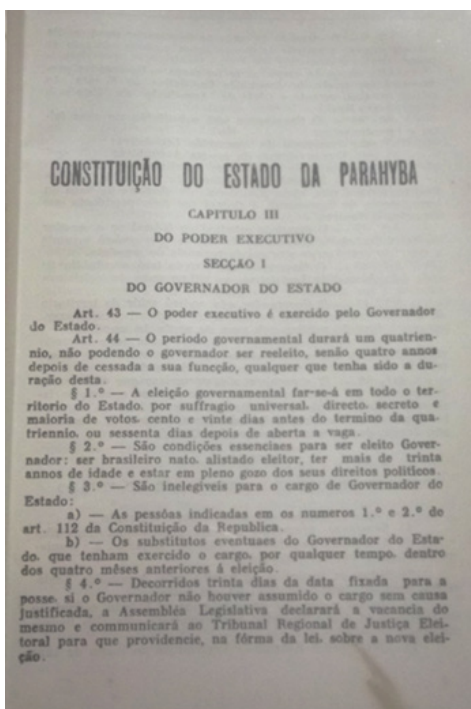 CONSTITUIÇÃO DO ESTADO DA PARAHYBA
CAPITULO III
DO PODER EXECUTIVO
SECÇÃO I
DO GOVERNADOR DO ESTADO
Art. 43 — O poder executivo é exercido pelo Governador
do Estado.
Art. 44 — O periodo governamental durará um quatrien-
nio, não podendo o governador ser reeleito, senão quatro annos
depois de cessada a sua funcção, qualquer que tenha sido a du-
ração desta.
§ 1.º — A eleição governamental far-se-á em todo o ter-
ritorio do Estado, por suffragio universal, directo, secreto e
maioria de votos, cento e vinte dias antes do termino da qua-
triennio, ou sessenta dias depois de aberta a vaga.
§ 2.º — São condições essenciaes para ser eleito Gover-
nador: ser brasileiro nato, alistado eleitor, ter mais de trinta
annos de idade e estar em pleno gozo dos seus direitos politicos.
§ 3.º — São inelegiveis para o cargo de Governador do
Estado:
a) — As pessôas indicadas em os numeros 1.º e 2.º do
art. 112 da Constituição da Republica.
b) — Os substitutos eventuaes do Governador do Esta-
do, que tenham exercido o cargo, por qualquer tempo, dentro
dos quatro mêses anteriores á eleição.
§ 4.º — Decorridos trinta dias da data fixada para a
posse, si o Governador não houver assumido o cargo sem causa
justificada, a Assembléa Legislativa declarará a vacancia do
mesmo e communicará ao Tribunal Regional de Justiça Elei-
toral para que providencie, na fórma da lei, sobre a nova elei-
ção.